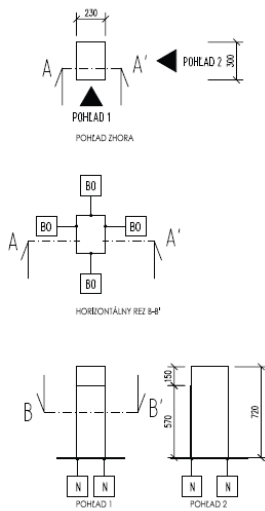 230
A A'
POHĽAD 2
300
POHĽAD 1
POHĽAD ZHORA
BO
BO BO
A A'
BO
HORIZONTÁLNY REZ B-B'
150
B B'
570
720
N N N N
POHĽAD 1 POHĽAD 2